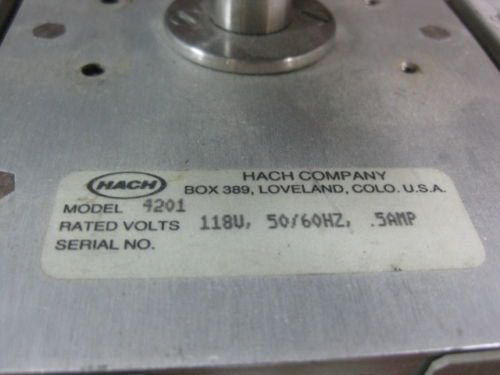 HACH
HACH COMPANY
BOX 389, LOVELAND, COLO. U.S.A.
MODEL 4201
RATED VOLTS 118V, 50/60HZ, .5AMP
SERIAL NO.